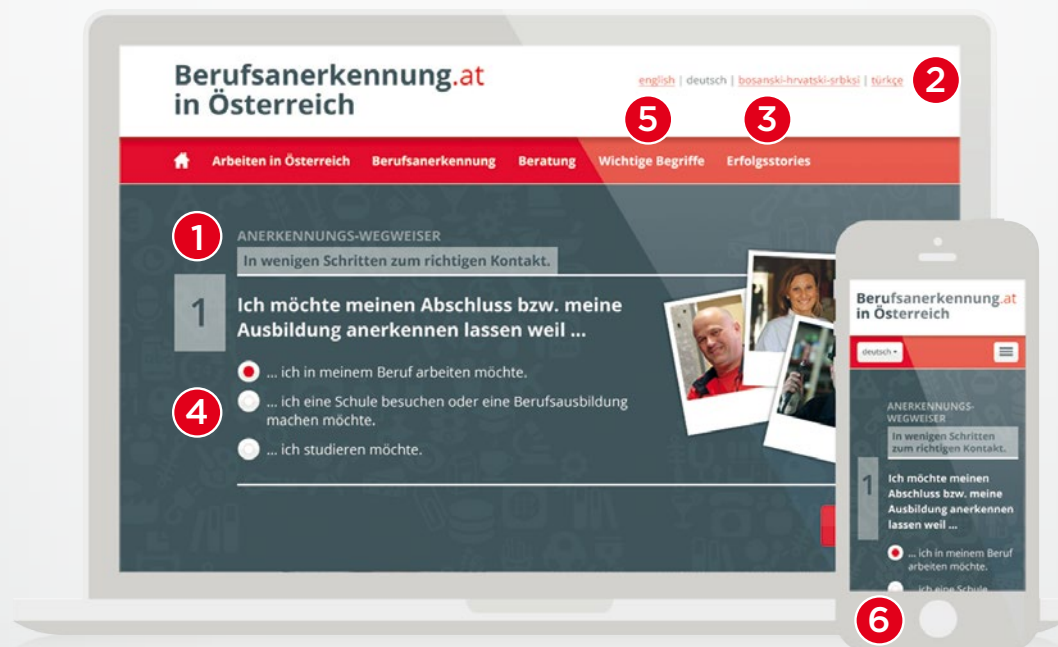 Berufsanerkennung.at
in Österreich
english | deutsch | bosanski-hrvatski-srbksi | türkçe
2
5
3
Arbeiten in Österreich Berufsanerkennung Beratung Wichtige Begriffe Erfolgsstories
1
ANERKENNUNGS-WEGWEISER
In wenigen Schritten zum richtigen Kontakt.
1
Ich möchte meinen Abschluss bzw. meine
Ausbildung anerkennen lassen weil ...
... ich in meinem Beruf arbeiten möchte.
4
... ich eine Schule besuchen oder eine Berufsausbildung
machen möchte.
... ich studieren möchte.
Berufsanerkennung.at
in Österreich
deutsch
ANERKENNUNGS-
WEGWEISER
In wenigen Schritten
zum richtigen Kontakt.
1
Ich möchte meinen
Abschluss bzw. meine
Ausbildung anerkennen
lassen weil ...
... ich in meinem Beruf
arbeiten möchte.
... ich eine Schule
6